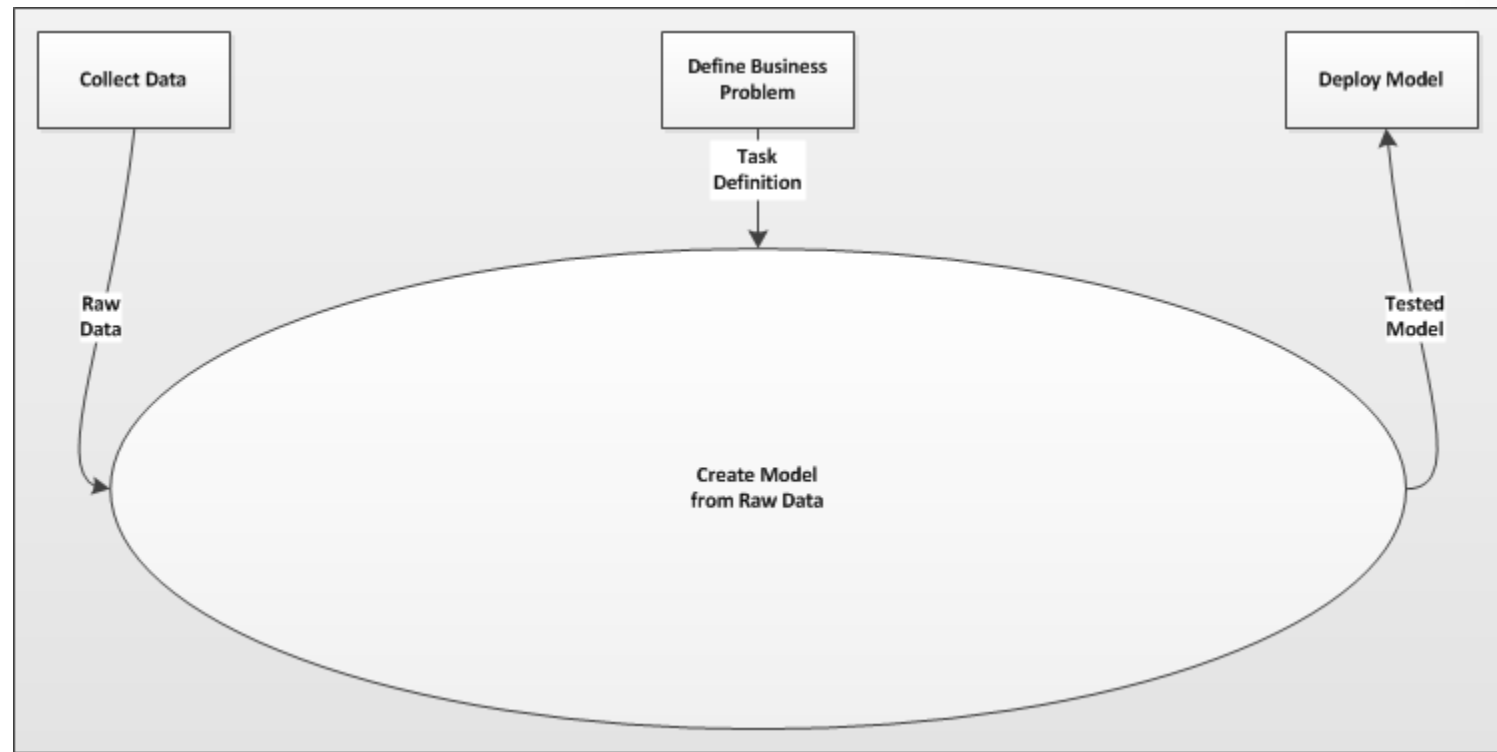 Collect Data
Define Business
Problem
Deploy Model
Task
Definition
Raw
Data
Tested
Model
Create Model
from Raw Data